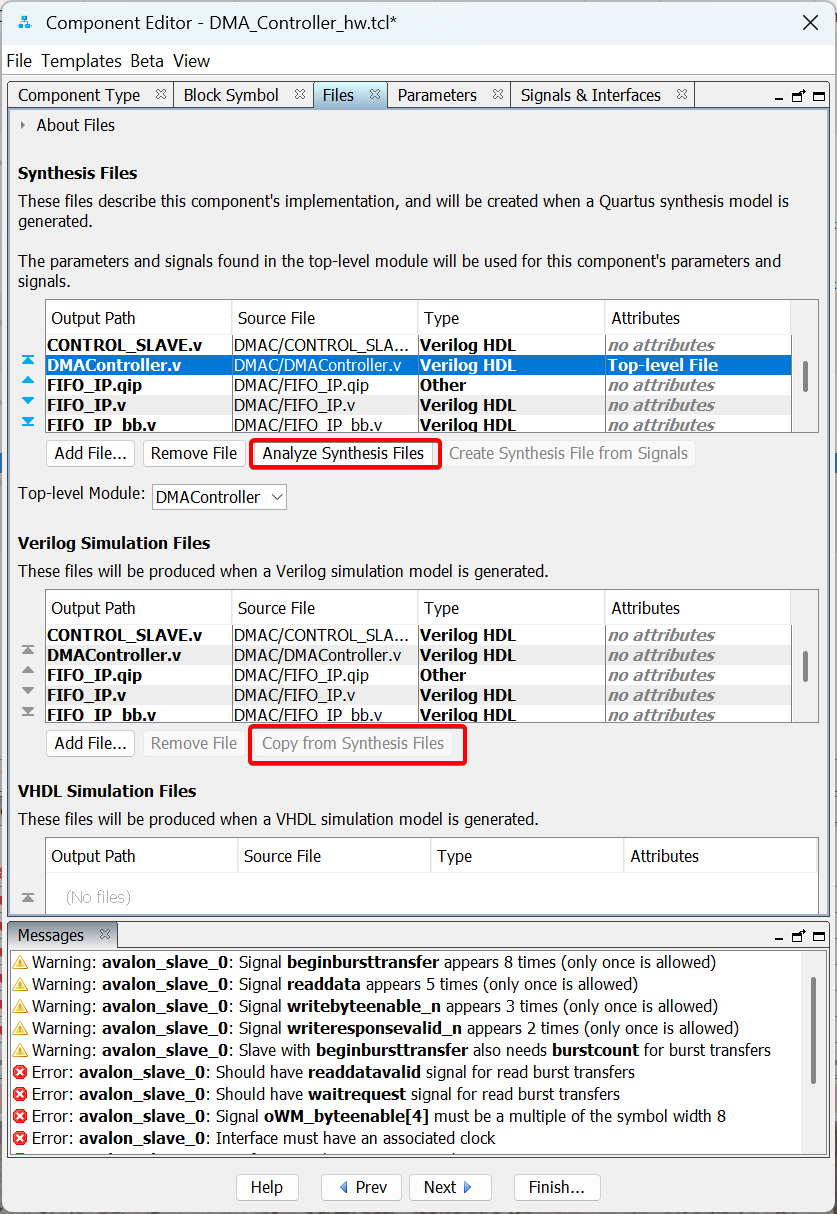 Component Editor - DMA_Controller_hw.tcl*
File Templates Beta View
Component Type Block Symbol Files Parameters Signals & Interfaces
About Files
Synthesis Files
These files describe this component's implementation, and will be created when a Quartus synthesis model is
generated.
The parameters and signals found in the top-level module will be used for this component's parameters and
signals.
Output Path Source File Type Attributes
CONTROL_SLAVE.v DMAC/CONTROL_SLA... Verilog HDL no attributes
DMAController.v DMAC/DMAController.v Verilog HDL Top-level File
FIFO_IP.qip DMAC/FIFO_IP.qip Other no attributes
FIFO_IP.v DMAC/FIFO_IP.v Verilog HDL no attributes
FIFO_IP_bb.v DMAC/FIFO_IP_bb.v Verilog HDL no attributes
Add File... Remove File Analyze Synthesis Files Create Synthesis File from Signals
Top-level Module: DMAController
Verilog Simulation Files
These files will be produced when a Verilog simulation model is generated.
Output Path Source File Type Attributes
CONTROL_SLAVE.v DMAC/CONTROL_SLA... Verilog HDL no attributes
DMAController.v DMAC/DMAController.v Verilog HDL no attributes
FIFO_IP.qip DMAC/FIFO_IP.qip Other no attributes
FIFO_IP.v DMAC/FIFO_IP.v Verilog HDL no attributes
FIFO_IP_bb.v DMAC/FIFO_IP_bb.v Verilog HDL no attributes
Add File... Remove File Copy from Synthesis Files
VHDL Simulation Files
These files will be produced when a VHDL simulation model is generated.
Output Path Source File Type Attributes
(No files)
Messages
Warning: avalon_slave_0: Signal beginbursttransfer appears 8 times (only once is allowed)
Warning: avalon_slave_0: Signal readdata appears 5 times (only once is allowed)
Warning: avalon_slave_0: Signal writebyteenable_n appears 3 times (only once is allowed)
Warning: avalon_slave_0: Signal writeresponsevalid_n appears 2 times (only once is allowed)
Warning: avalon_slave_0: Slave with beginbursttransfer also needs burstcount for burst transfers
Error: avalon_slave_0: Should have readdatavalid signal for read burst transfers
Error: avalon_slave_0: Should have waitrequest signal for read burst transfers
Error: avalon_slave_0: Signal oWM_byteenable[4] must be a multiple of the symbol width 8
Error: avalon_slave_0: Interface must have an associated clock
Help Prev Next Finish...